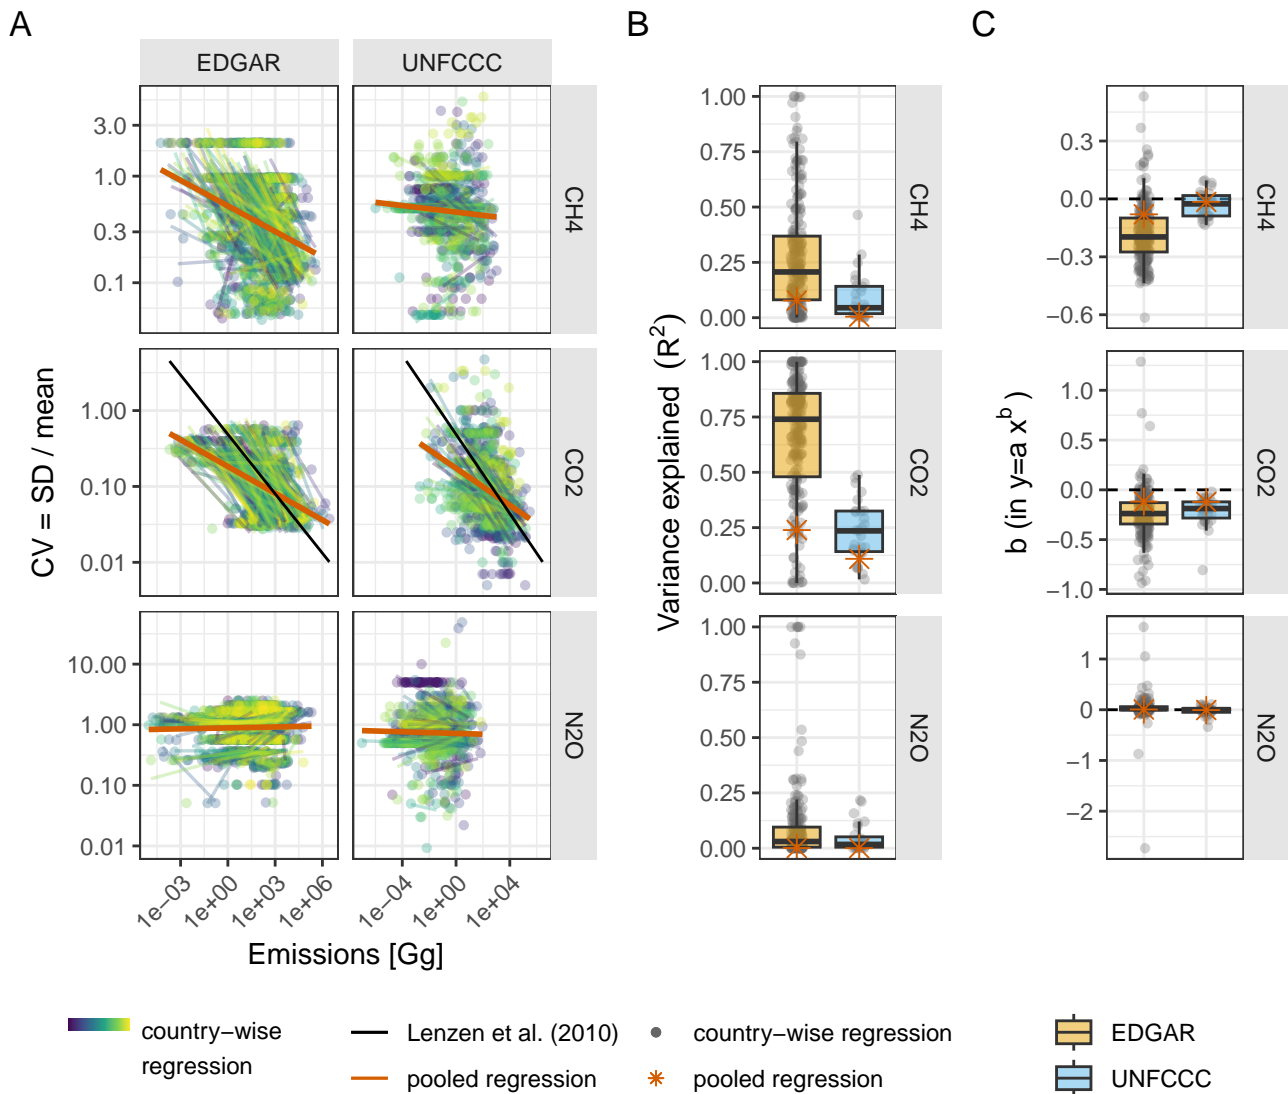 A
B
C
EDGAR
UNFCCC
CV = SD / mean
3.0
1.0
0.3
0.1
CH4
1.00
0.10
0.01
CO2
10.00
1.00
0.10
0.01
N2O
1e−03
1e+00
1e+03
1e+06
1e−04
1e+00
1e+04
Emissions [Gg]
Variance explained (R²)
1.00
0.75
0.50
0.25
0.00
CH4
1.00
0.75
0.50
0.25
0.00
CO2
1.00
0.75
0.50
0.25
0.00
N2O
b (in y=a xᵇ)
0.3
0.0
−0.3
−0.6
CH4
1.0
0.5
0.0
−0.5
−1.0
CO2
1
0
−1
−2
N2O
country−wise
regression
Lenzen et al. (2010)
pooled regression
country−wise regression
pooled regression
EDGAR
UNFCCC